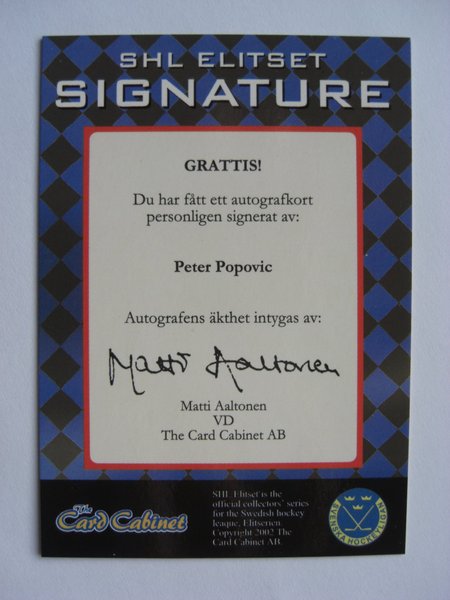 SHL ELITSET
SIGNATURE
GRATTIS!
Du har fått ett autografkort
personligen signerat av:
Peter Popovic
Autografens äkthet intygas av:
Matti Aaltonen
Matti Aaltonen
VD
The Card Cabinet AB
The
Card Cabinet
SHL Elitset is the
official collectors' series
for the Swedish hockey
league, Elitserien.
Copyright 2002 The
Card Cabinet AB.
SVENSKA HOCKEYLIGAN